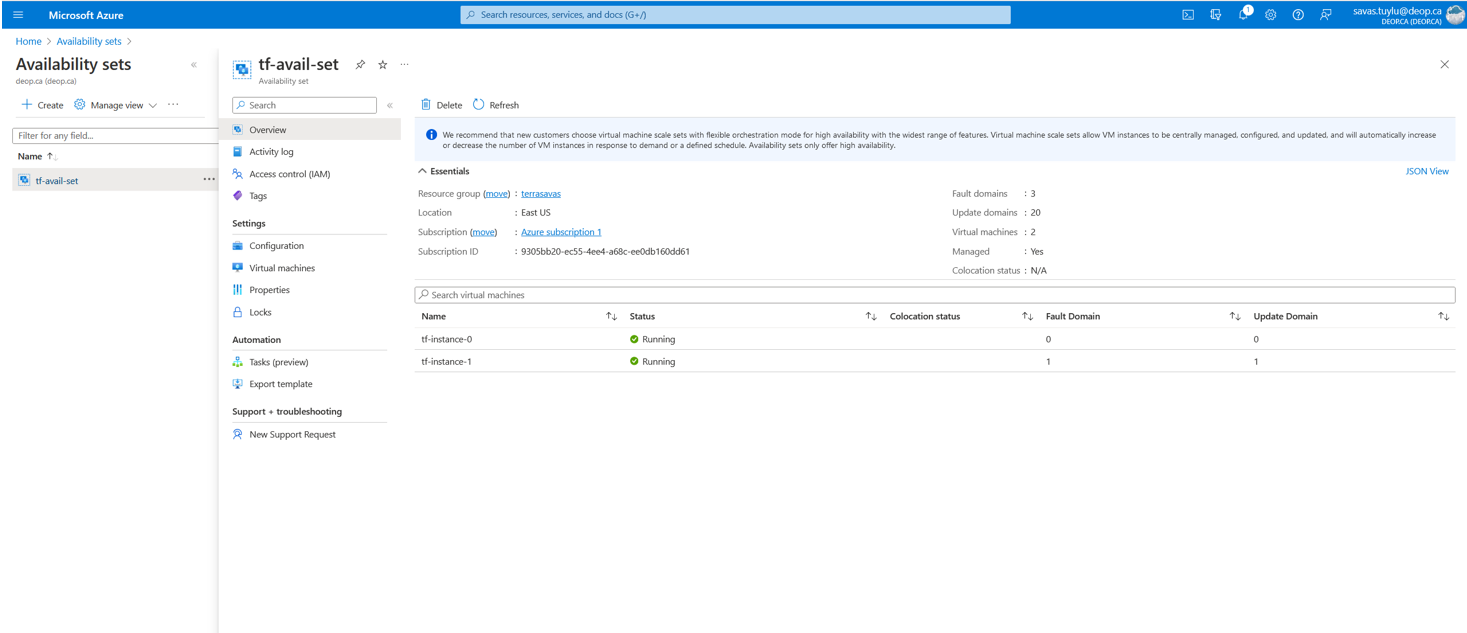 Microsoft Azure
Search resources, services, and docs (G+/)
1
savas.tuylu@deop.ca
DEOP.CA (DEOP.CA)
Home > Availability sets >
Availability sets
deop.ca (deop.ca)
Create Manage view
Filter for any field...
Name
tf-avail-set
tf-avail-set
Availability set
Search
Overview
Activity log
Access control (IAM)
Tags
Settings
Configuration
Virtual machines
Properties
Locks
Automation
Tasks (preview)
Export template
Support + troubleshooting
New Support Request
Delete Refresh
We recommend that new customers choose virtual machine scale sets with flexible orchestration mode for high availability with the widest range of features. Virtual machine scale sets allow VM instances to be centrally managed, configured, and updated, and will automatically increase
or decrease the number of VM instances in response to demand or a defined schedule. Availability sets only offer high availability.
Essentials
JSON View
Resource group (move) : terrasavas
Location : East US
Subscription (move) : Azure subscription 1
Subscription ID : 9305bb20-ec55-4ee4-a68c-ee0db160dd61
Fault domains : 3
Update domains : 20
Virtual machines : 2
Managed : Yes
Colocation status : N/A
Search virtual machines
Name Status Colocation status Fault Domain Update Domain
tf-instance-0 Running 0 0
tf-instance-1 Running 1 1